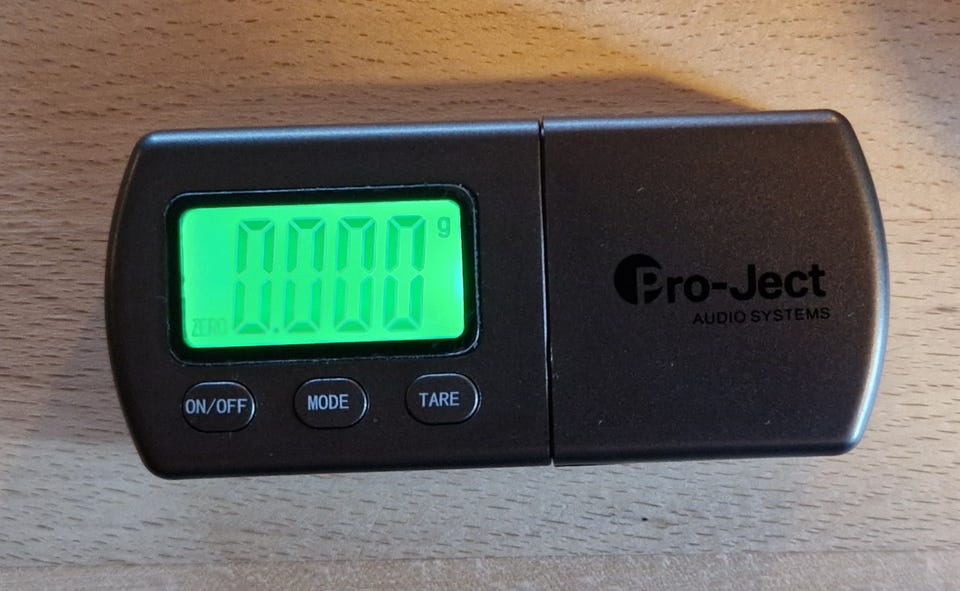 0.000 g
ZERO
ON/OFF MODE TARE
Pro-Ject
AUDIO SYSTEMS